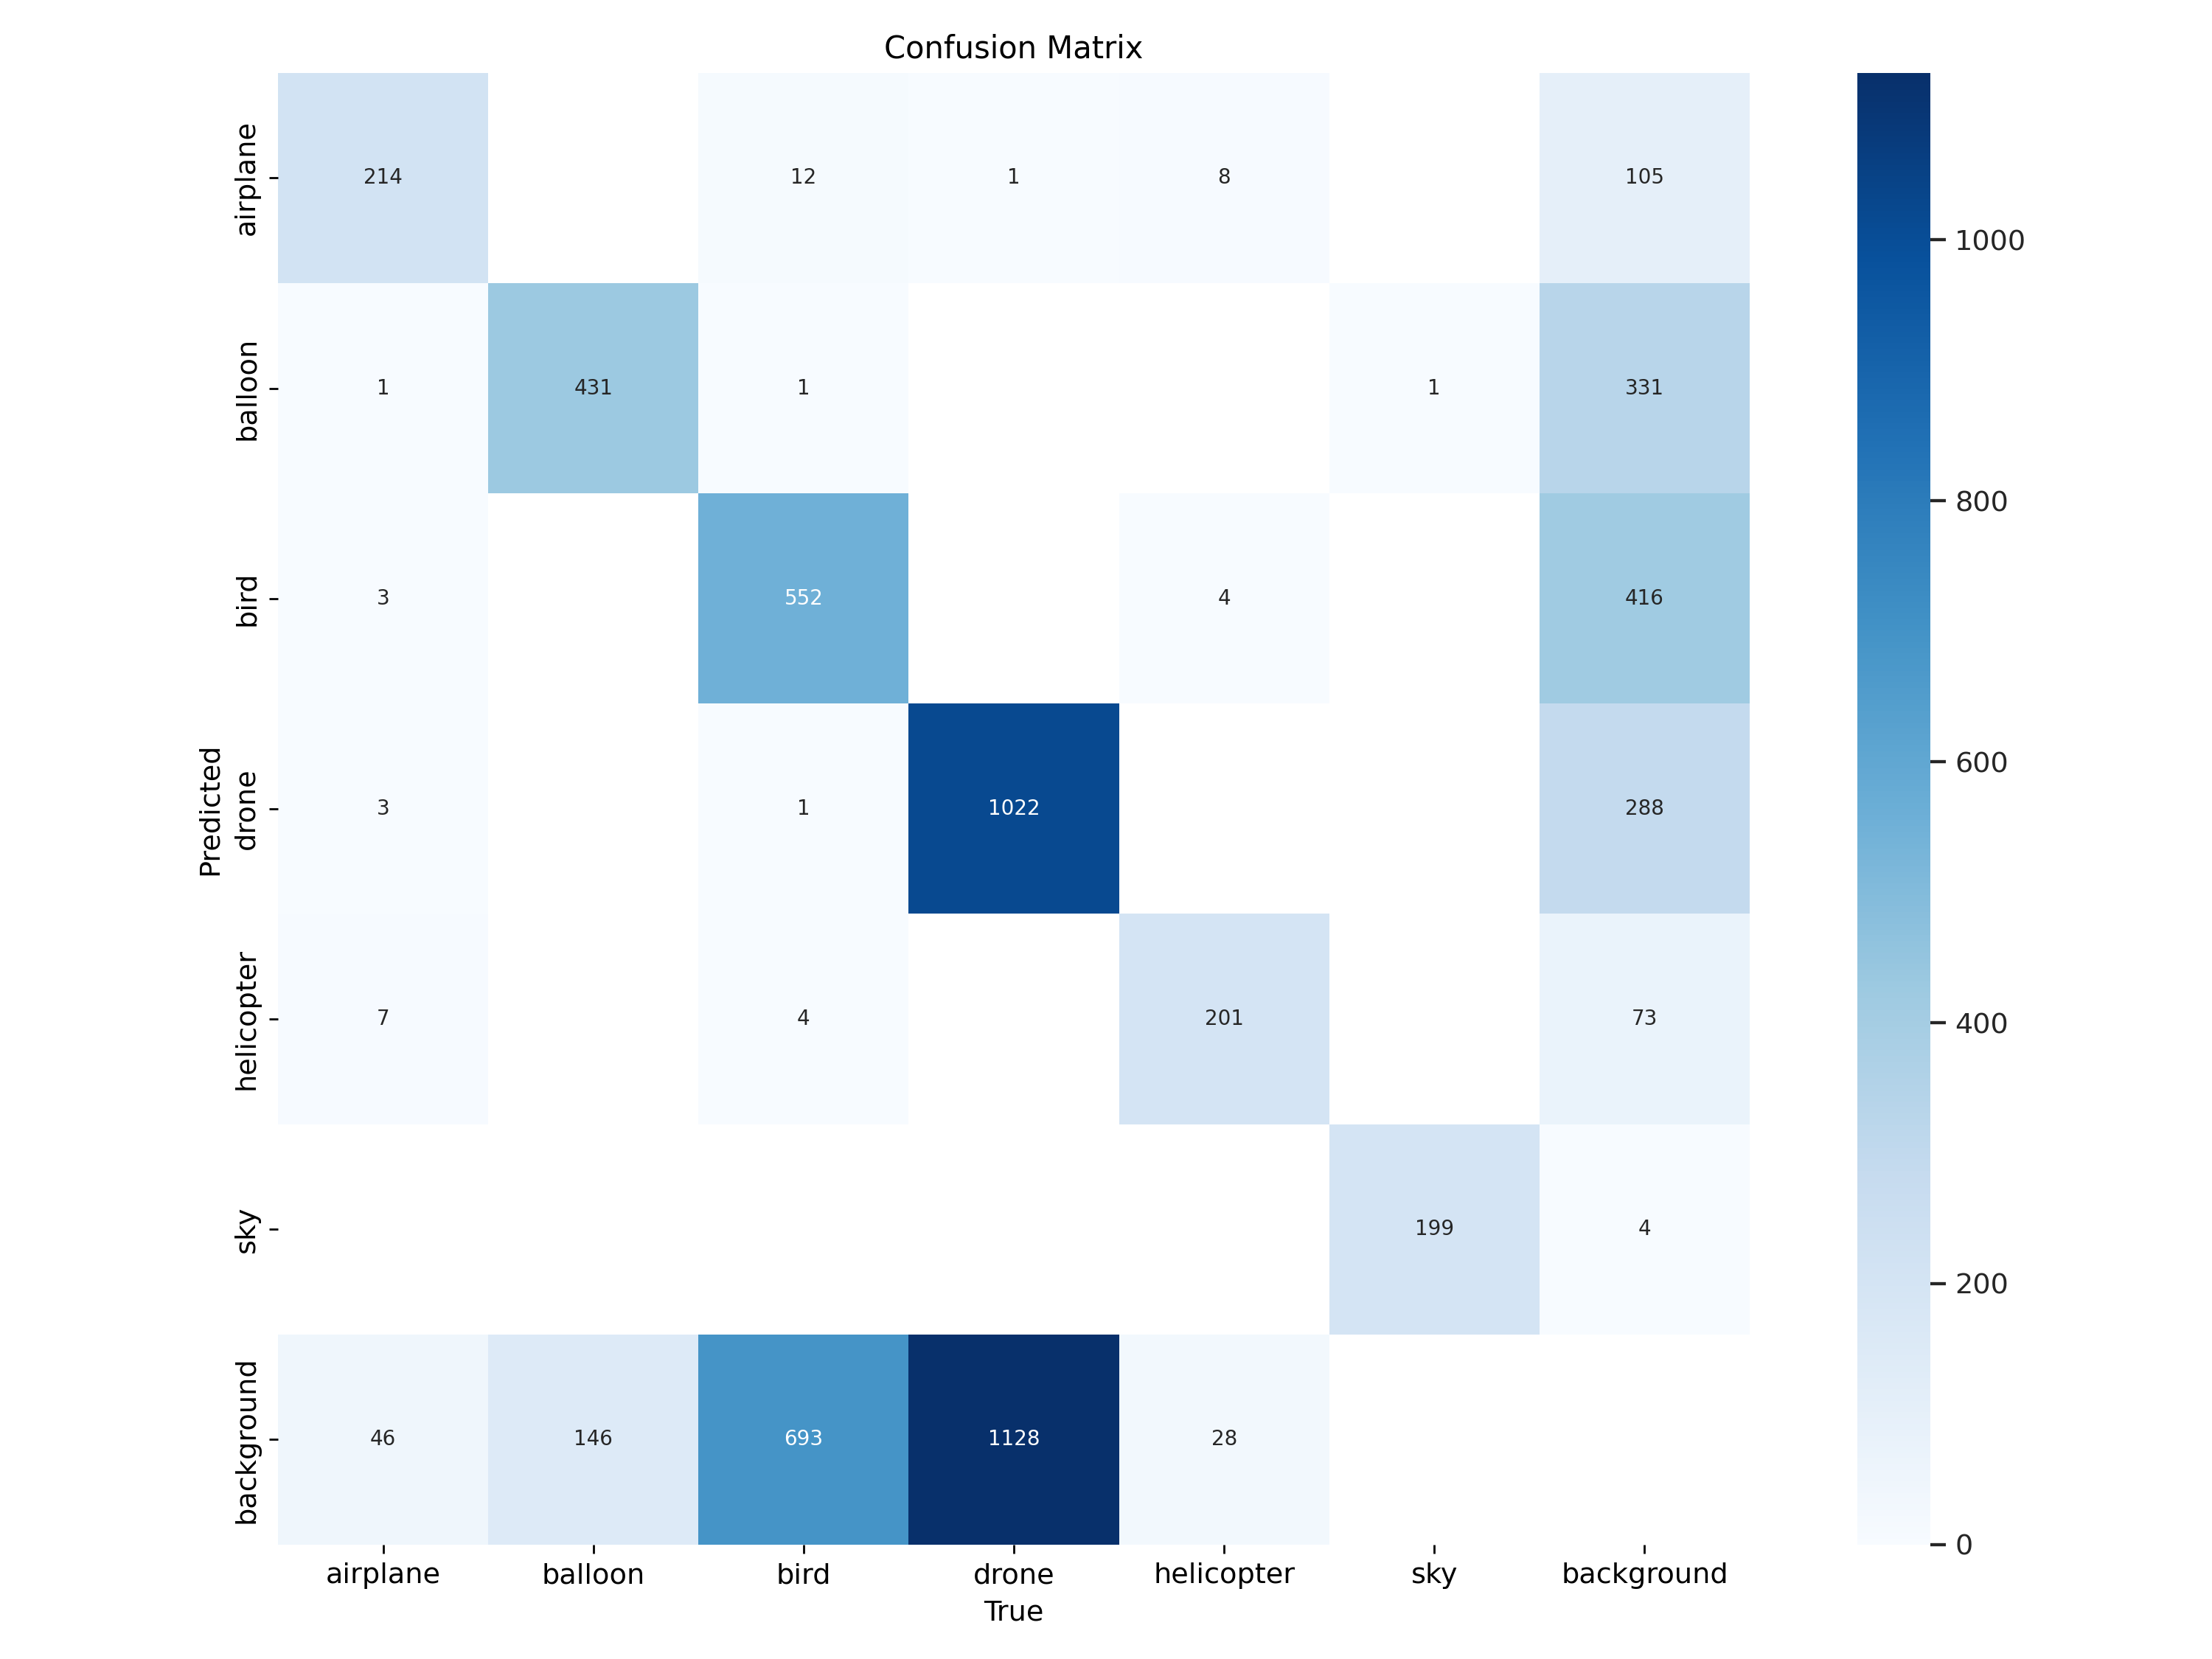 Confusion Matrix
airplane 214 12 1 8 105
balloon 1 431 1 1 331
bird 3 552 4 416
drone 3 1 1022 288
helicopter 7 4 201 73
sky 199 4
background 46 146 693 1128 28
Predicted
airplane balloon bird drone helicopter sky background
True
1000
800
600
400
200
0